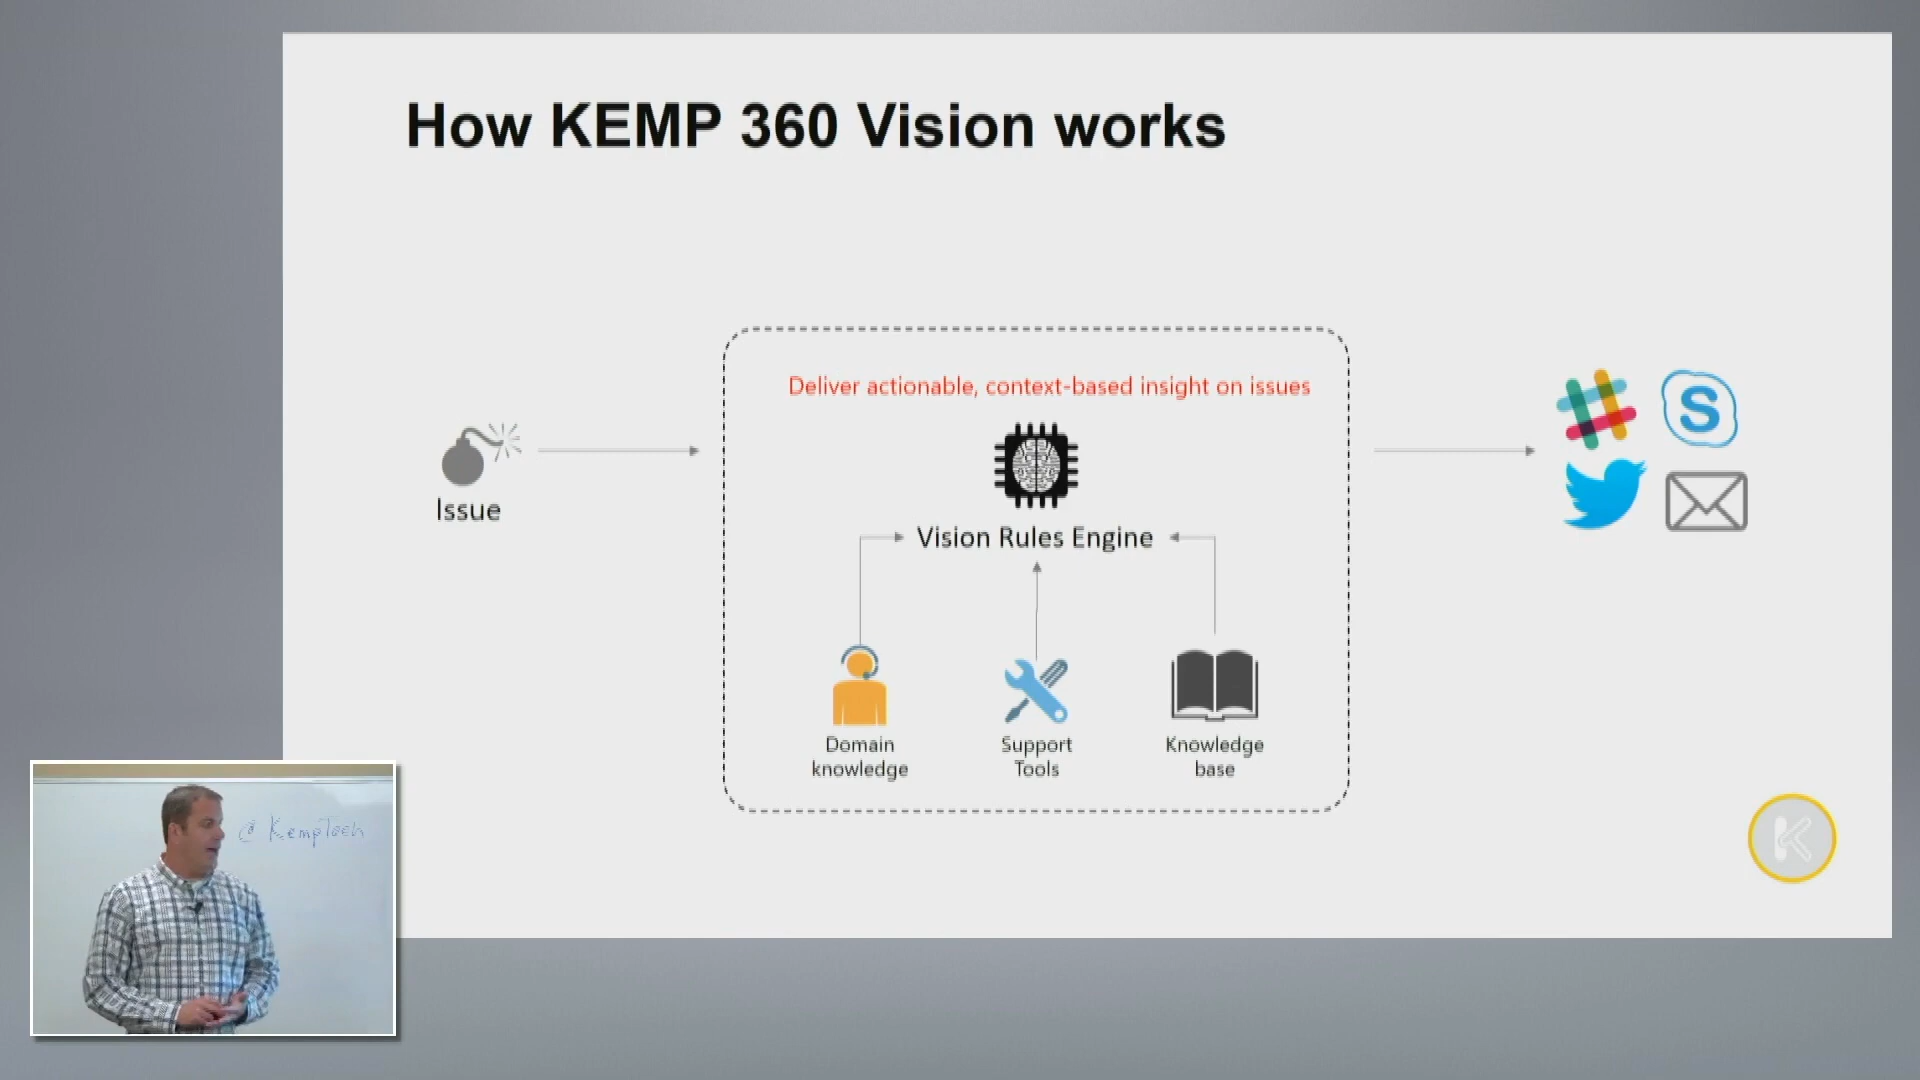 How KEMP 360 Vision works
Deliver actionable, context-based insight on issues
Issue
Vision Rules Engine
Domain
knowledge
Support
Tools
Knowledge
base
@KempTech